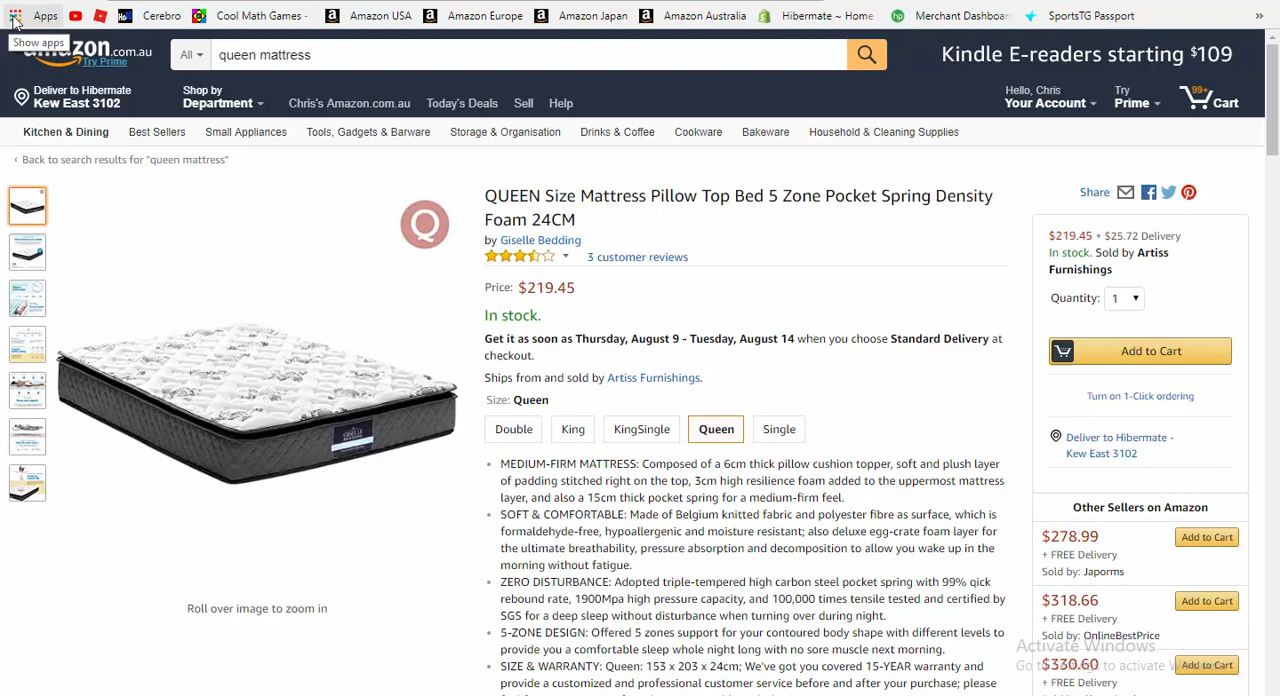 Apps Cerebro Cool Math Games - Amazon USA Amazon Europe Amazon Japan Amazon Australia Hibermate ~ Home Merchant Dashboar SportsTG Passport »
Show apps
amazon.com.au
Try Prime
All
queen mattress
Kindle E-readers starting $109
Deliver to Hibermate
Kew East 3102
Shop by
Department
Chris's Amazon.com.au Today's Deals Sell Help
Hello, Chris
Your Account
Try
Prime
99+
Cart
Kitchen & Dining Best Sellers Small Appliances Tools, Gadgets & Barware Storage & Organisation Drinks & Coffee Cookware Bakeware Household & Cleaning Supplies
‹ Back to search results for "queen mattress"
Q
QUEEN Size Mattress Pillow Top Bed 5 Zone Pocket Spring Density
Foam 24CM
by Giselle Bedding
3 customer reviews
Price: $219.45
In stock.
Get it as soon as Thursday, August 9 - Tuesday, August 14 when you choose Standard Delivery at
checkout.
Ships from and sold by Artiss Furnishings.
Size: Queen
Double King KingSingle Queen Single
• MEDIUM-FIRM MATTRESS: Composed of a 6cm thick pillow cushion topper, soft and plush layer
of padding stitched right on the top, 3cm high resilience foam added to the uppermost mattress
layer, and also a 15cm thick pocket spring for a medium-firm feel.
• SOFT & COMFORTABLE: Made of Belgium knitted fabric and polyester fibre as surface, which is
formaldehyde-free, hypoallergenic and moisture resistant; also deluxe egg-crate foam layer for
the ultimate breathability, pressure absorption and decomposition to allow you wake up in the
morning without fatigue.
• ZERO DISTURBANCE: Adopted triple-tempered high carbon steel pocket spring with 99% qick
rebound rate, 1900Mpa high pressure capacity, and 100,000 times tensile tested and certified by
SGS for a deep sleep without disturbance when turning over during night.
• 5-ZONE DESIGN: Offered 5 zones support for your contoured body shape with different levels to
provide you a comfortable sleep whole night long with no sore muscle next morning.
• SIZE & WARRANTY: Queen: 153 x 203 x 24cm; We've got you covered 15-YEAR warranty and
provide a customized and professional customer service before and after your purchase; please
Roll over image to zoom in
Share
$219.45 + $25.72 Delivery
In stock. Sold by Artiss
Furnishings
Quantity: 1
Add to Cart
Turn on 1-Click ordering
Deliver to Hibermate -
Kew East 3102
Other Sellers on Amazon
$278.99 Add to Cart
+ FREE Delivery
Sold by: Japorms
$318.66 Add to Cart
+ FREE Delivery
Sold by: OnlineBestPrice
Activate Windows
$330.60 Add to Cart
+ FREE Delivery